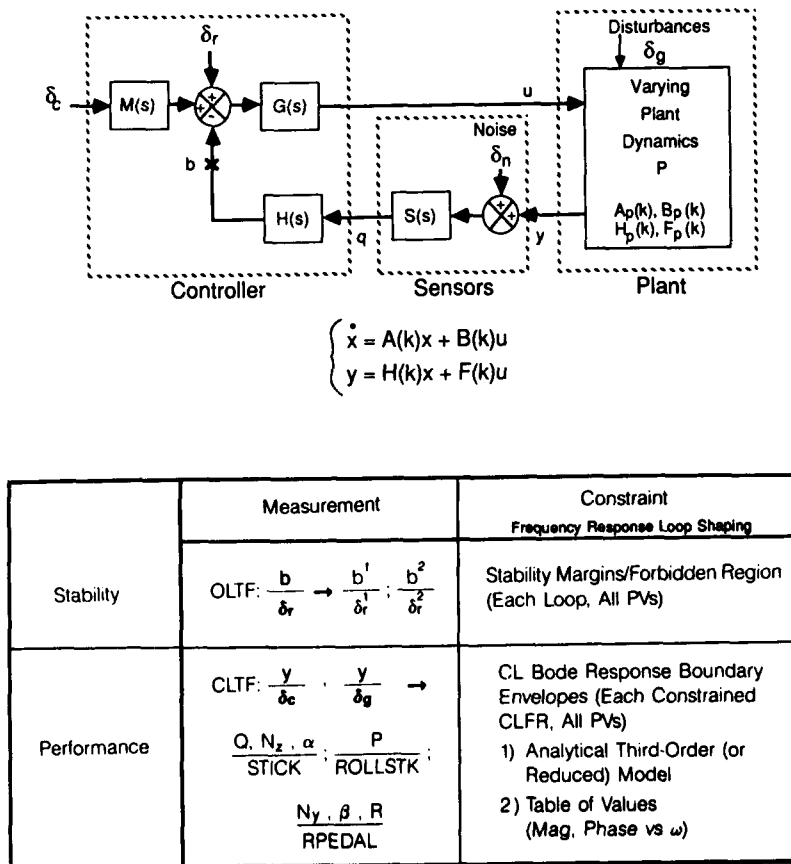 Disturbances
δg
δr
δc
M(s)
+
+
-
G(s)
u
Varying
Plant
Dynamics
P
Ap(k), Bp(k)
Hp(k), Fp(k)
Noise
δn
b
H(s)
q
S(s)
+
+
y
Controller
Sensors
Plant
ẋ = A(k)x + B(k)u
y = H(k)x + F(k)u
Measurement
Constraint
Frequency Response Loop Shaping
Stability
OLTF: b/δr → b¹/δr¹ ; b²/δr²
Stability Margins/Forbidden Region
(Each Loop, All PVs)
Performance
CLTF: y/δc , y/δg →
Q, Nz , α / STICK ; P / ROLLSTK ;
Ny , β , R / RPEDAL
CL Bode Response Boundary
Envelopes (Each Constrained
CLFR, All PVs)
1) Analytical Third-Order (or
Reduced) Model
2) Table of Values
(Mag, Phase vs ω)